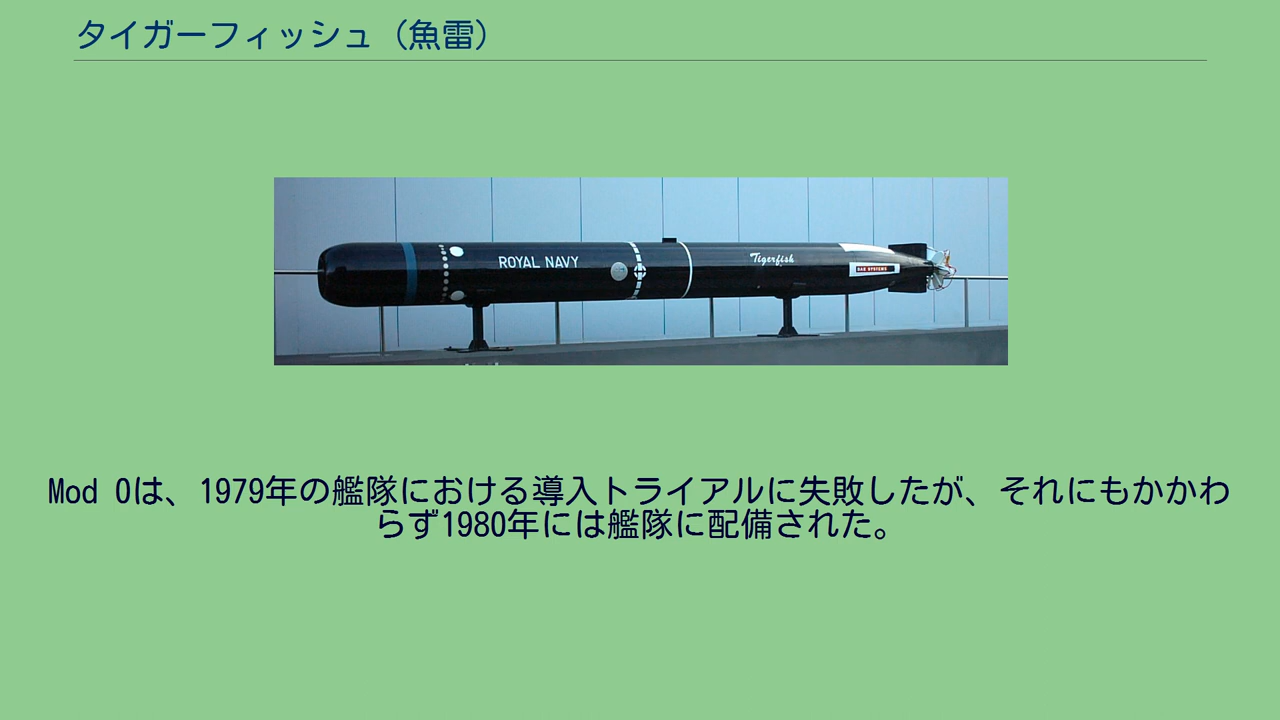 タイガーフィッシュ（魚雷）
ROYAL NAVY
Tigerfish
BAE SYSTEMS
Mod 0は、1979年の艦隊における導入トライアルに失敗したが、それにもかかわ
らず1980年には艦隊に配備された。